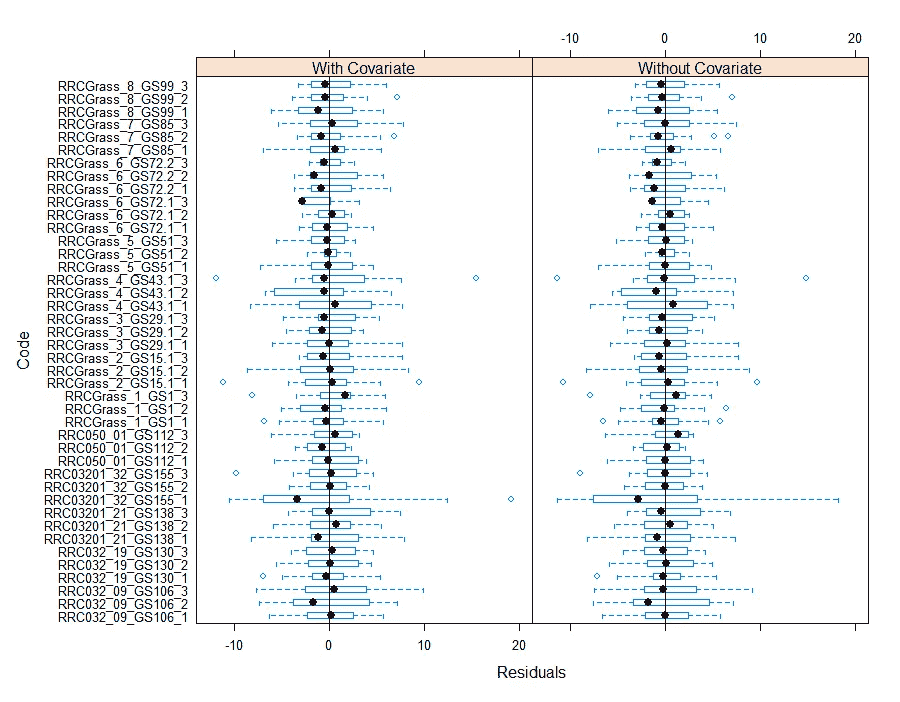 -10 0 10 20
With Covariate Without Covariate
RRCGrass_8_GS99_3
RRCGrass_8_GS99_2
RRCGrass_8_GS99_1
RRCGrass_7_GS85_3
RRCGrass_7_GS85_2
RRCGrass_7_GS85_1
RRCGrass_6_GS72.2_3
RRCGrass_6_GS72.2_2
RRCGrass_6_GS72.2_1
RRCGrass_6_GS72.1_3
RRCGrass_6_GS72.1_2
RRCGrass_6_GS72.1_1
RRCGrass_5_GS51_3
RRCGrass_5_GS51_2
RRCGrass_5_GS51_1
RRCGrass_4_GS43.1_3
RRCGrass_4_GS43.1_2
RRCGrass_4_GS43.1_1
RRCGrass_3_GS29.1_3
RRCGrass_3_GS29.1_2
RRCGrass_3_GS29.1_1
RRCGrass_2_GS15.1_3
RRCGrass_2_GS15.1_2
RRCGrass_2_GS15.1_1
RRCGrass_1_GS1_3
RRCGrass_1_GS1_2
RRCGrass_1_GS1_1
RRC050_01_GS112_3
RRC050_01_GS112_2
RRC050_01_GS112_1
RRC03201_32_GS155_3
RRC03201_32_GS155_2
RRC03201_32_GS155_1
RRC03201_21_GS138_3
RRC03201_21_GS138_2
RRC03201_21_GS138_1
RRC032_19_GS130_3
RRC032_19_GS130_2
RRC032_19_GS130_1
RRC032_09_GS106_3
RRC032_09_GS106_2
RRC032_09_GS106_1
Code
-10 0 10 20
Residuals